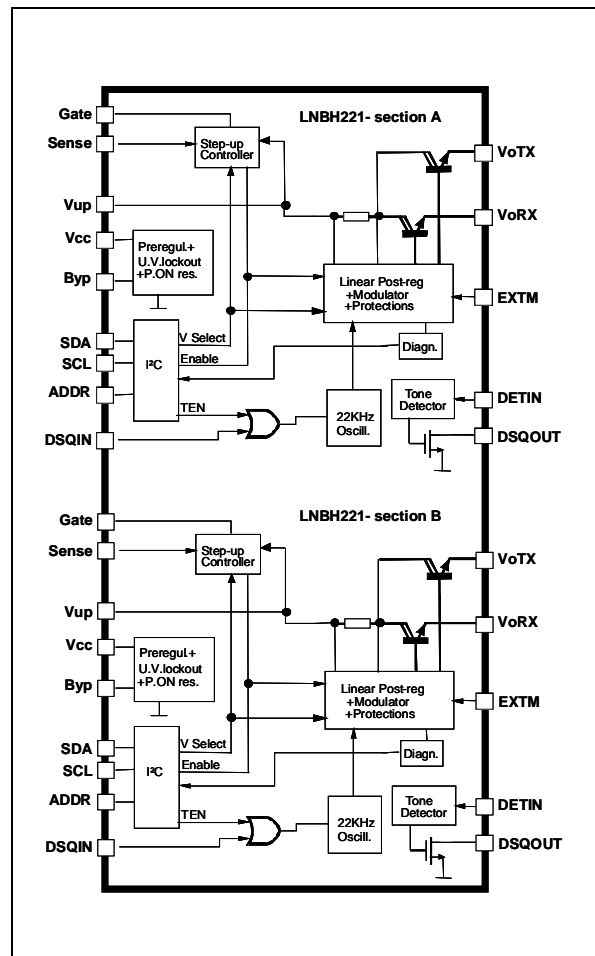 LNBH221- section A
Gate
Sense
Step-up
Controller
VoTX
Vup
VoRX
Vcc
Preregul.+
U.V.lockout
+P.ON res.
Byp
Linear Post-reg
+Modulator
+Protections
EXTM
SDA
SCL
ADDR
I²C
V Select
Enable
Diagn.
TEN
DSQIN
22KHz
Oscill.
Tone
Detector
DETIN
DSQOUT
LNBH221- section B
Gate
Sense
Step-up
Controller
VoTX
Vup
VoRX
Vcc
Preregul.+
U.V.lockout
+P.ON res.
Byp
Linear Post-reg
+Modulator
+Protections
EXTM
SDA
SCL
ADDR
I²C
V Select
Enable
Diagn.
TEN
DSQIN
22KHz
Oscill.
Tone
Detector
DETIN
DSQOUT